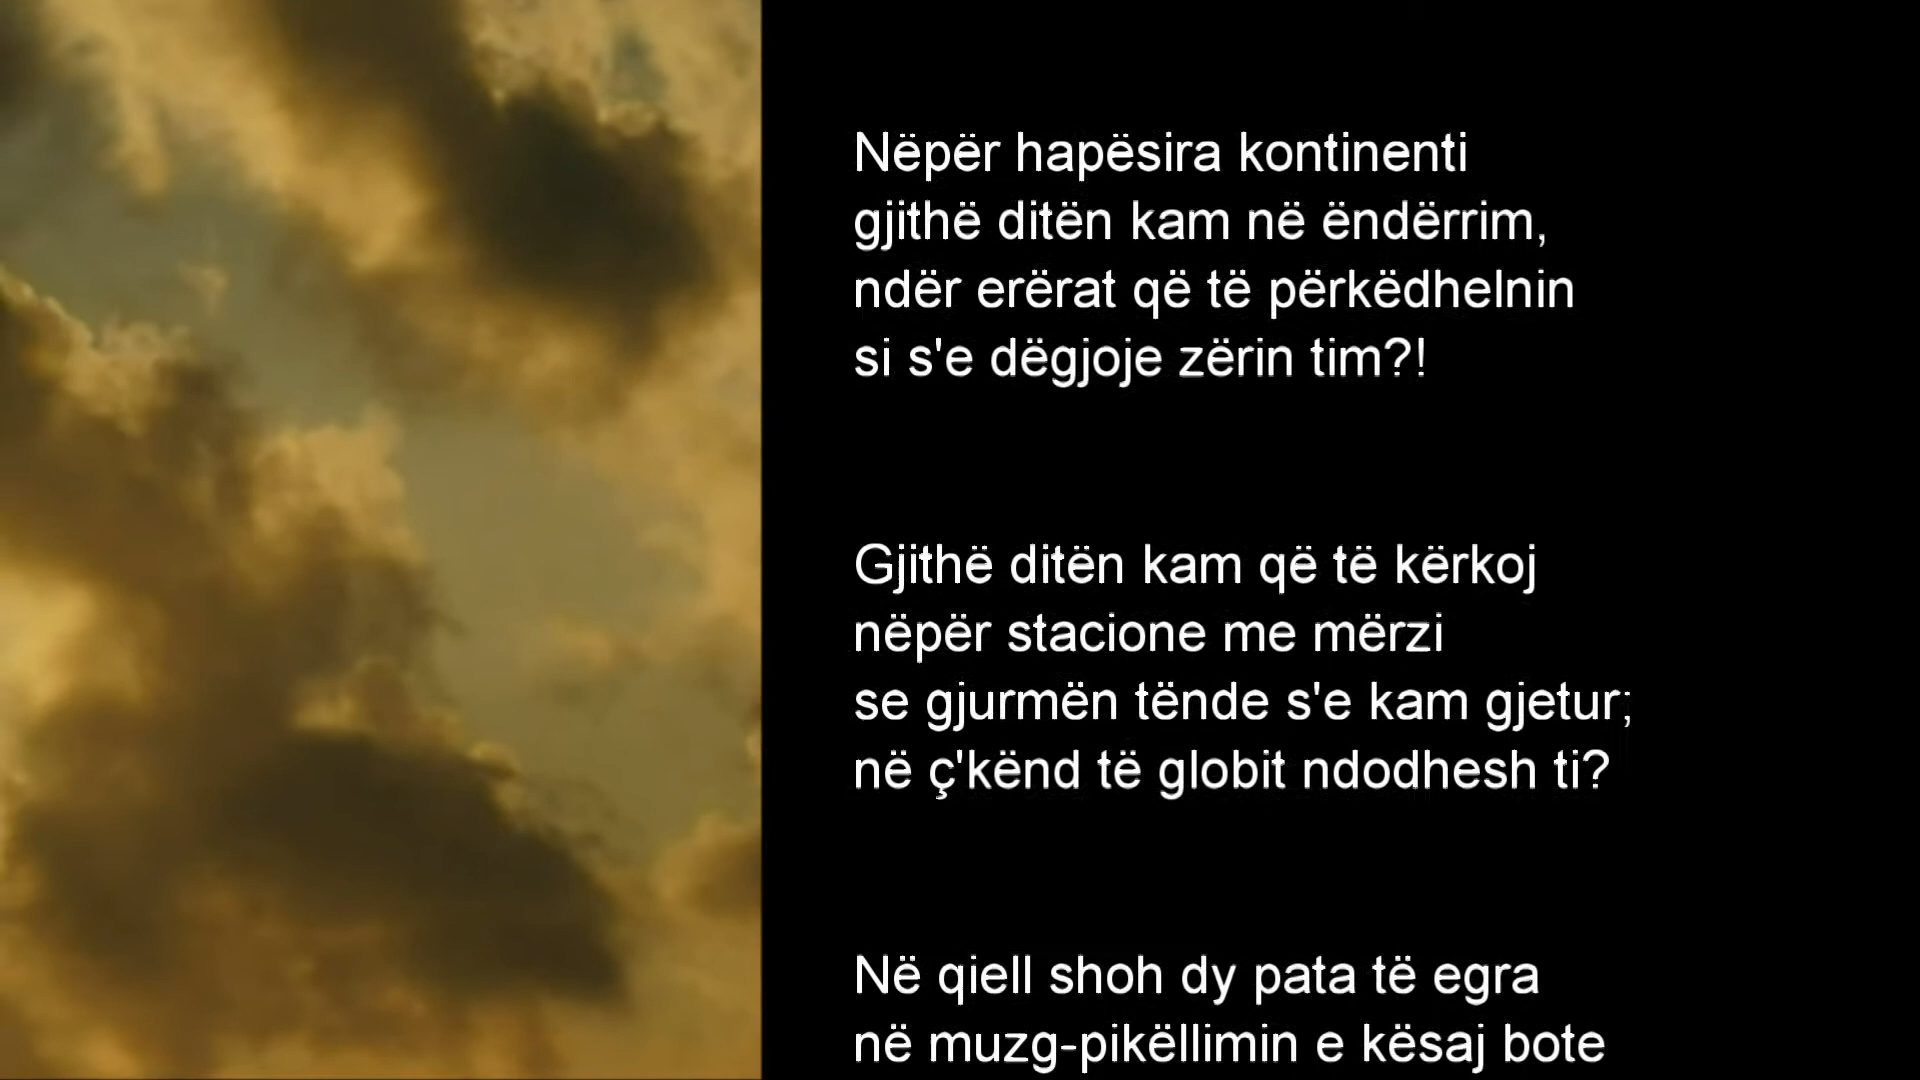 Nëpër hapësira kontinenti
gjithë ditën kam në ëndërrim,
ndër erërat që të përkëdhelnin
si s'e dëgjoje zërin tim?!
Gjithë ditën kam që të kërkoj
nëpër stacione me mërzi
se gjurmën tënde s'e kam gjetur;
në ç'kënd të globit ndodhesh ti?
Në qiell shoh dy pata të egra
në muzg-pikëllimin e kësaj bote